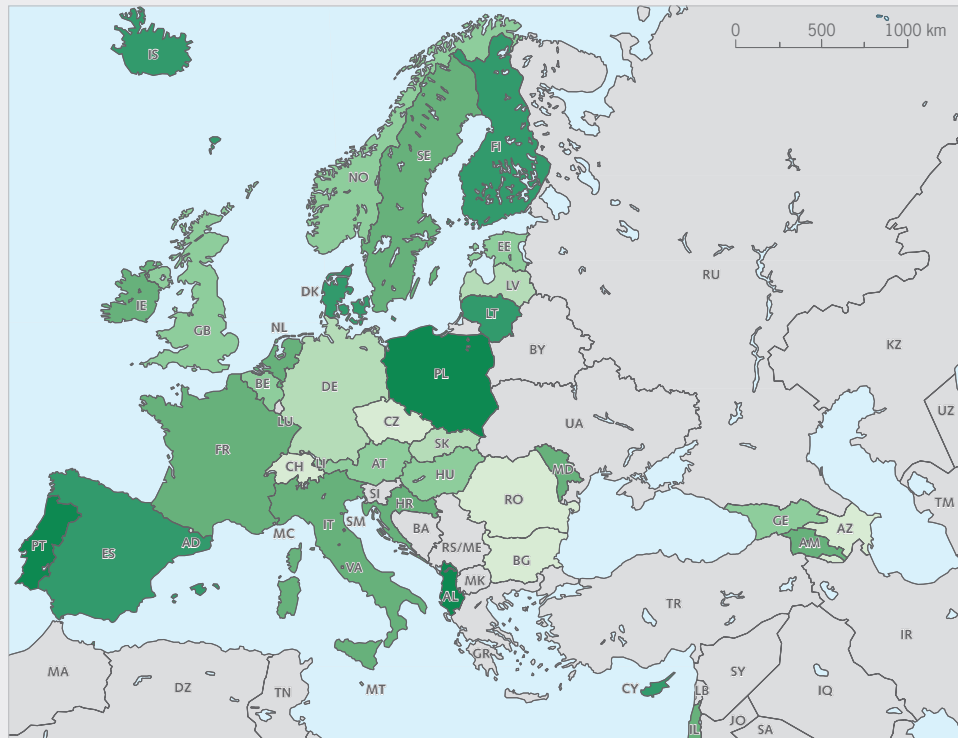 0 500 1000 km
IS
SE
FI
NO
EE
RU
LV
IE
DK
LT
GB
NL
BY
KZ
BE
DE
PL
UZ
LU
CZ
UA
FR
SK
CH
LI
AT
MD
HU
SI
RO
TM
HR
IT
SM
GE
AZ
BA
MC
AD
AM
PT
ES
RS/ME
BG
VA
MK
AL
TR
IR
GR
MA
DZ
TN
MT
CY
LB
SY
IQ
JO
IL
SA